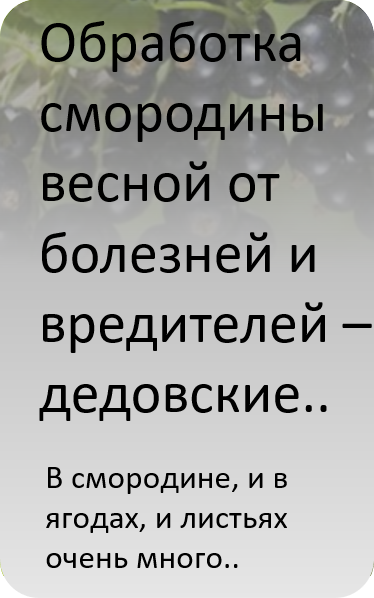 Обработка
смородины
весной от
болезней и
вредителей –
дедовские..
В смородине, и в
ягодах, и листьях
очень много..